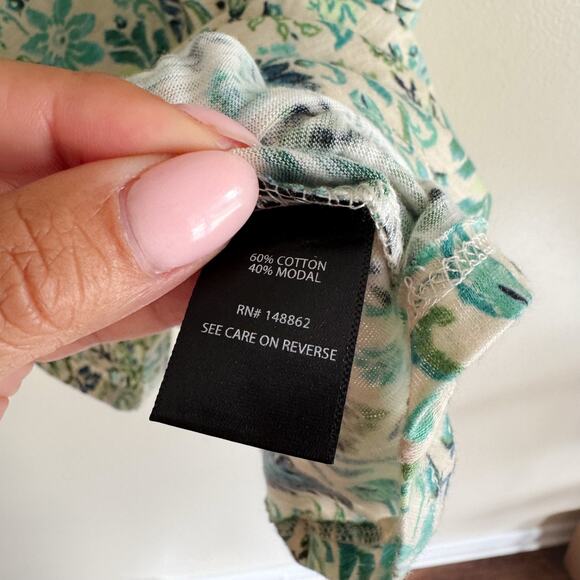 60% COTTON
40% MODAL
RN# 148862
SEE CARE ON REVERSE